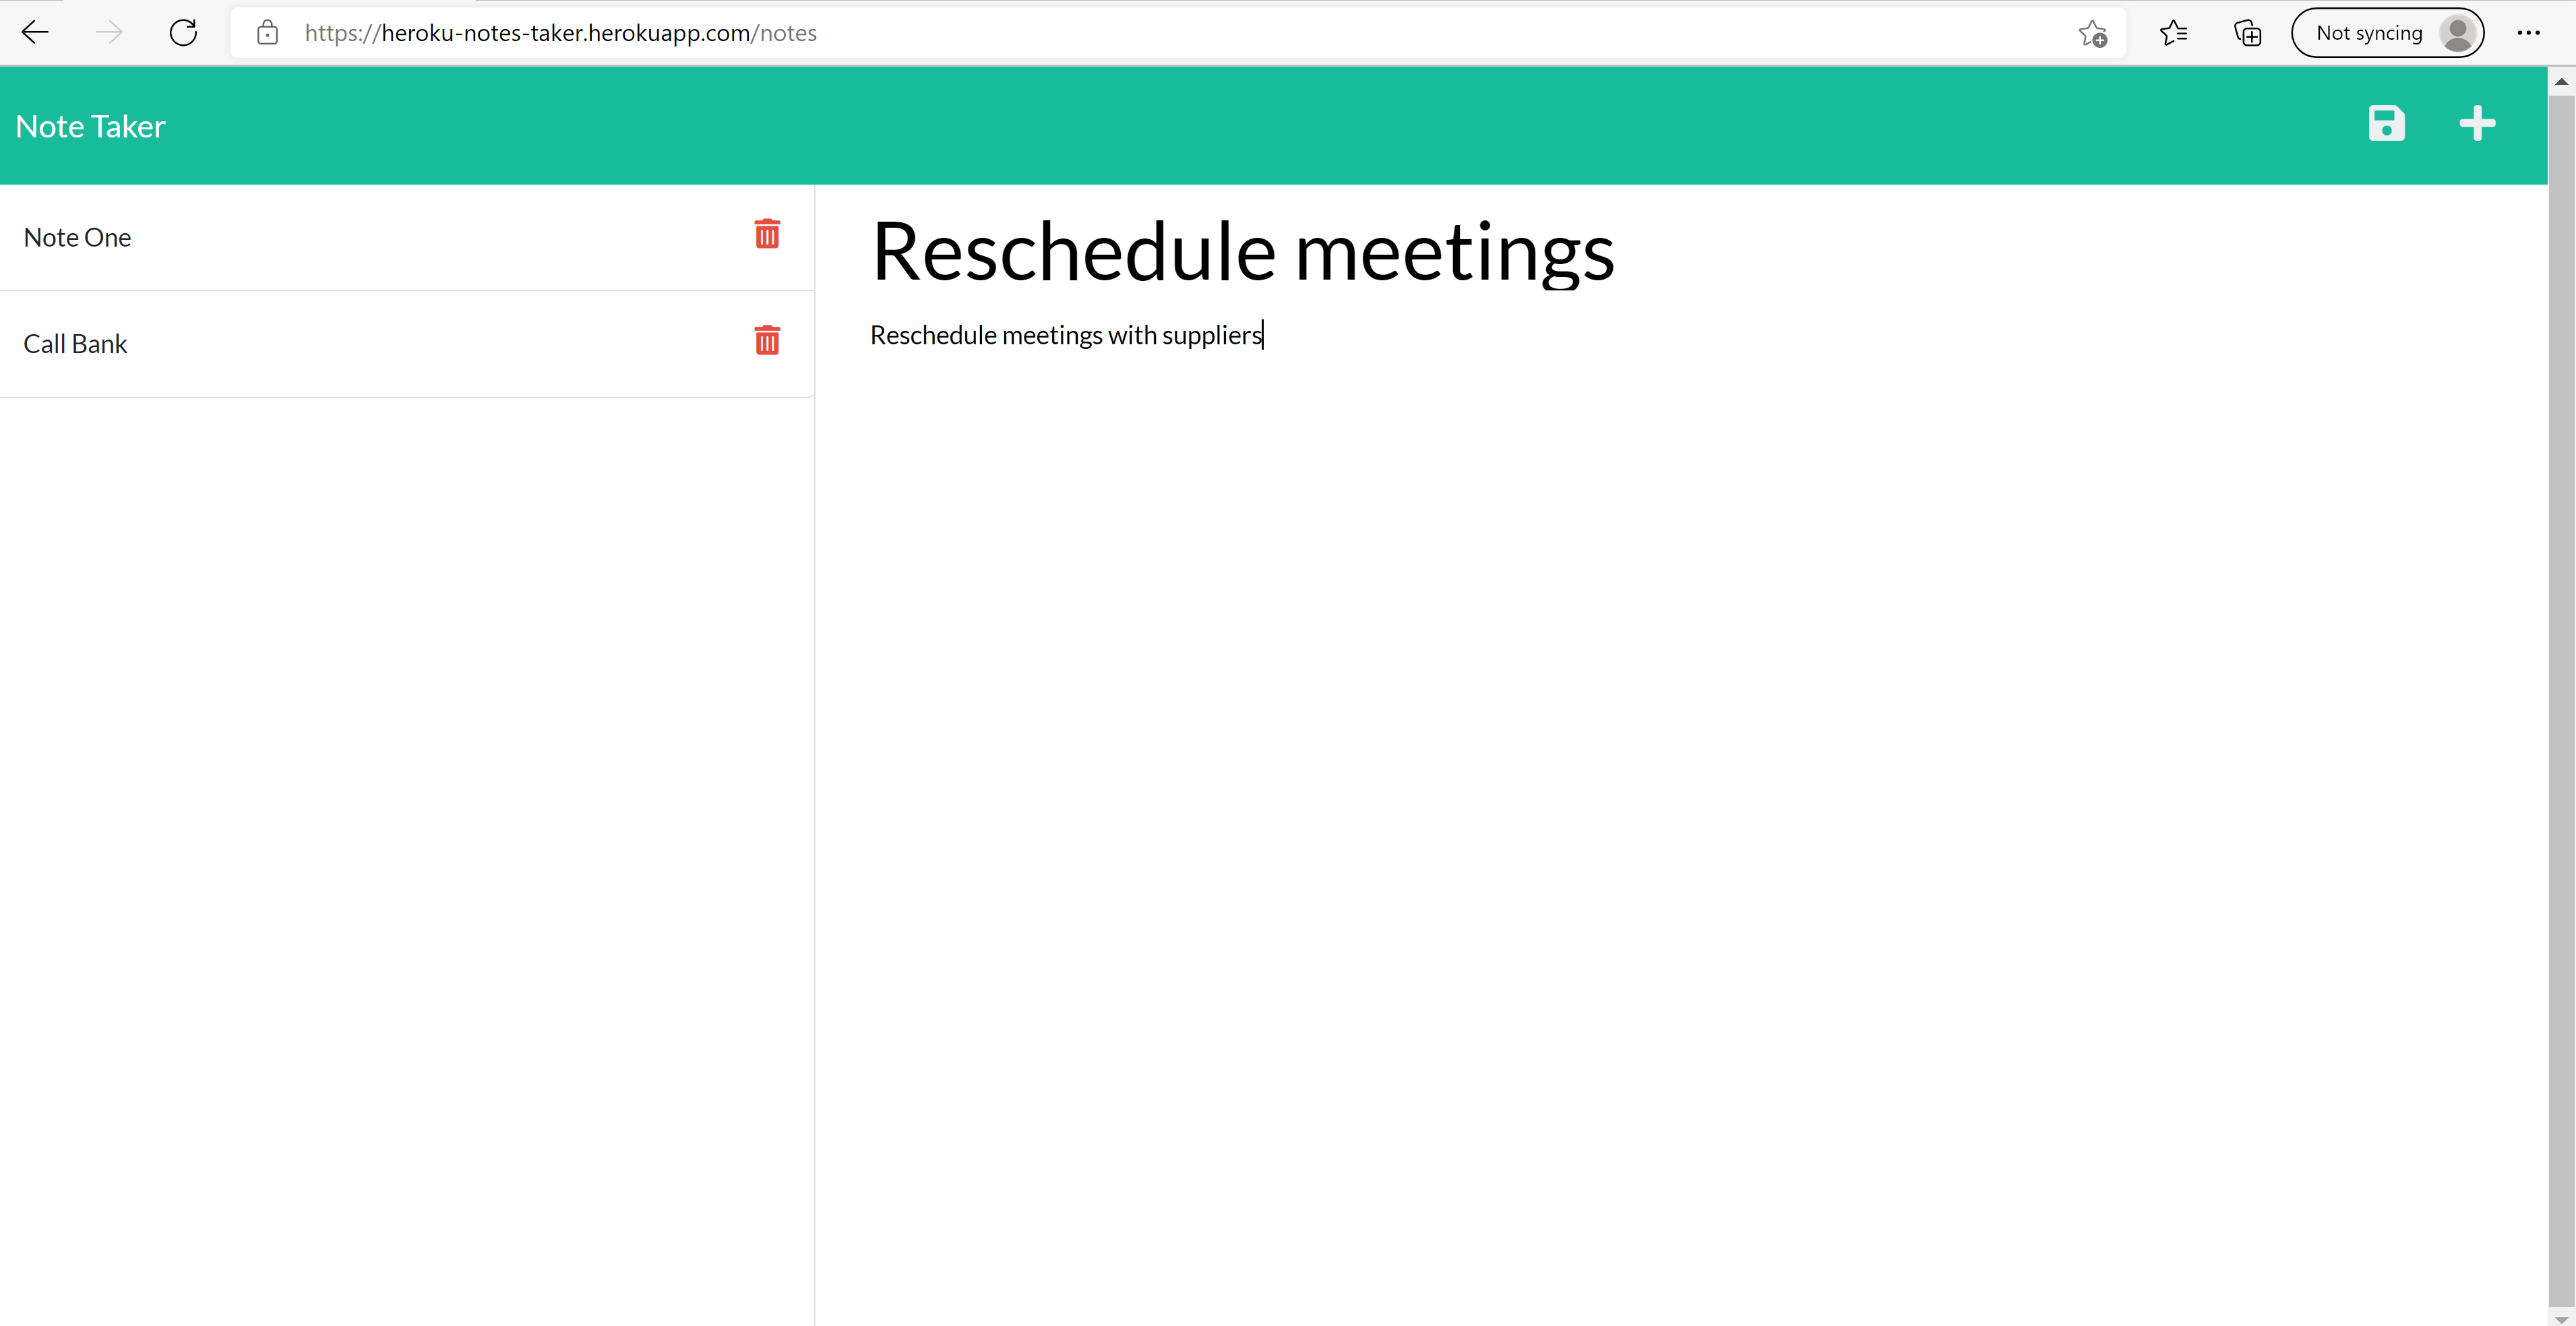 https://heroku-notes-taker.herokuapp.com/notes
Not syncing
Note Taker
Note One
Call Bank
Reschedule meetings
Reschedule meetings with suppliers